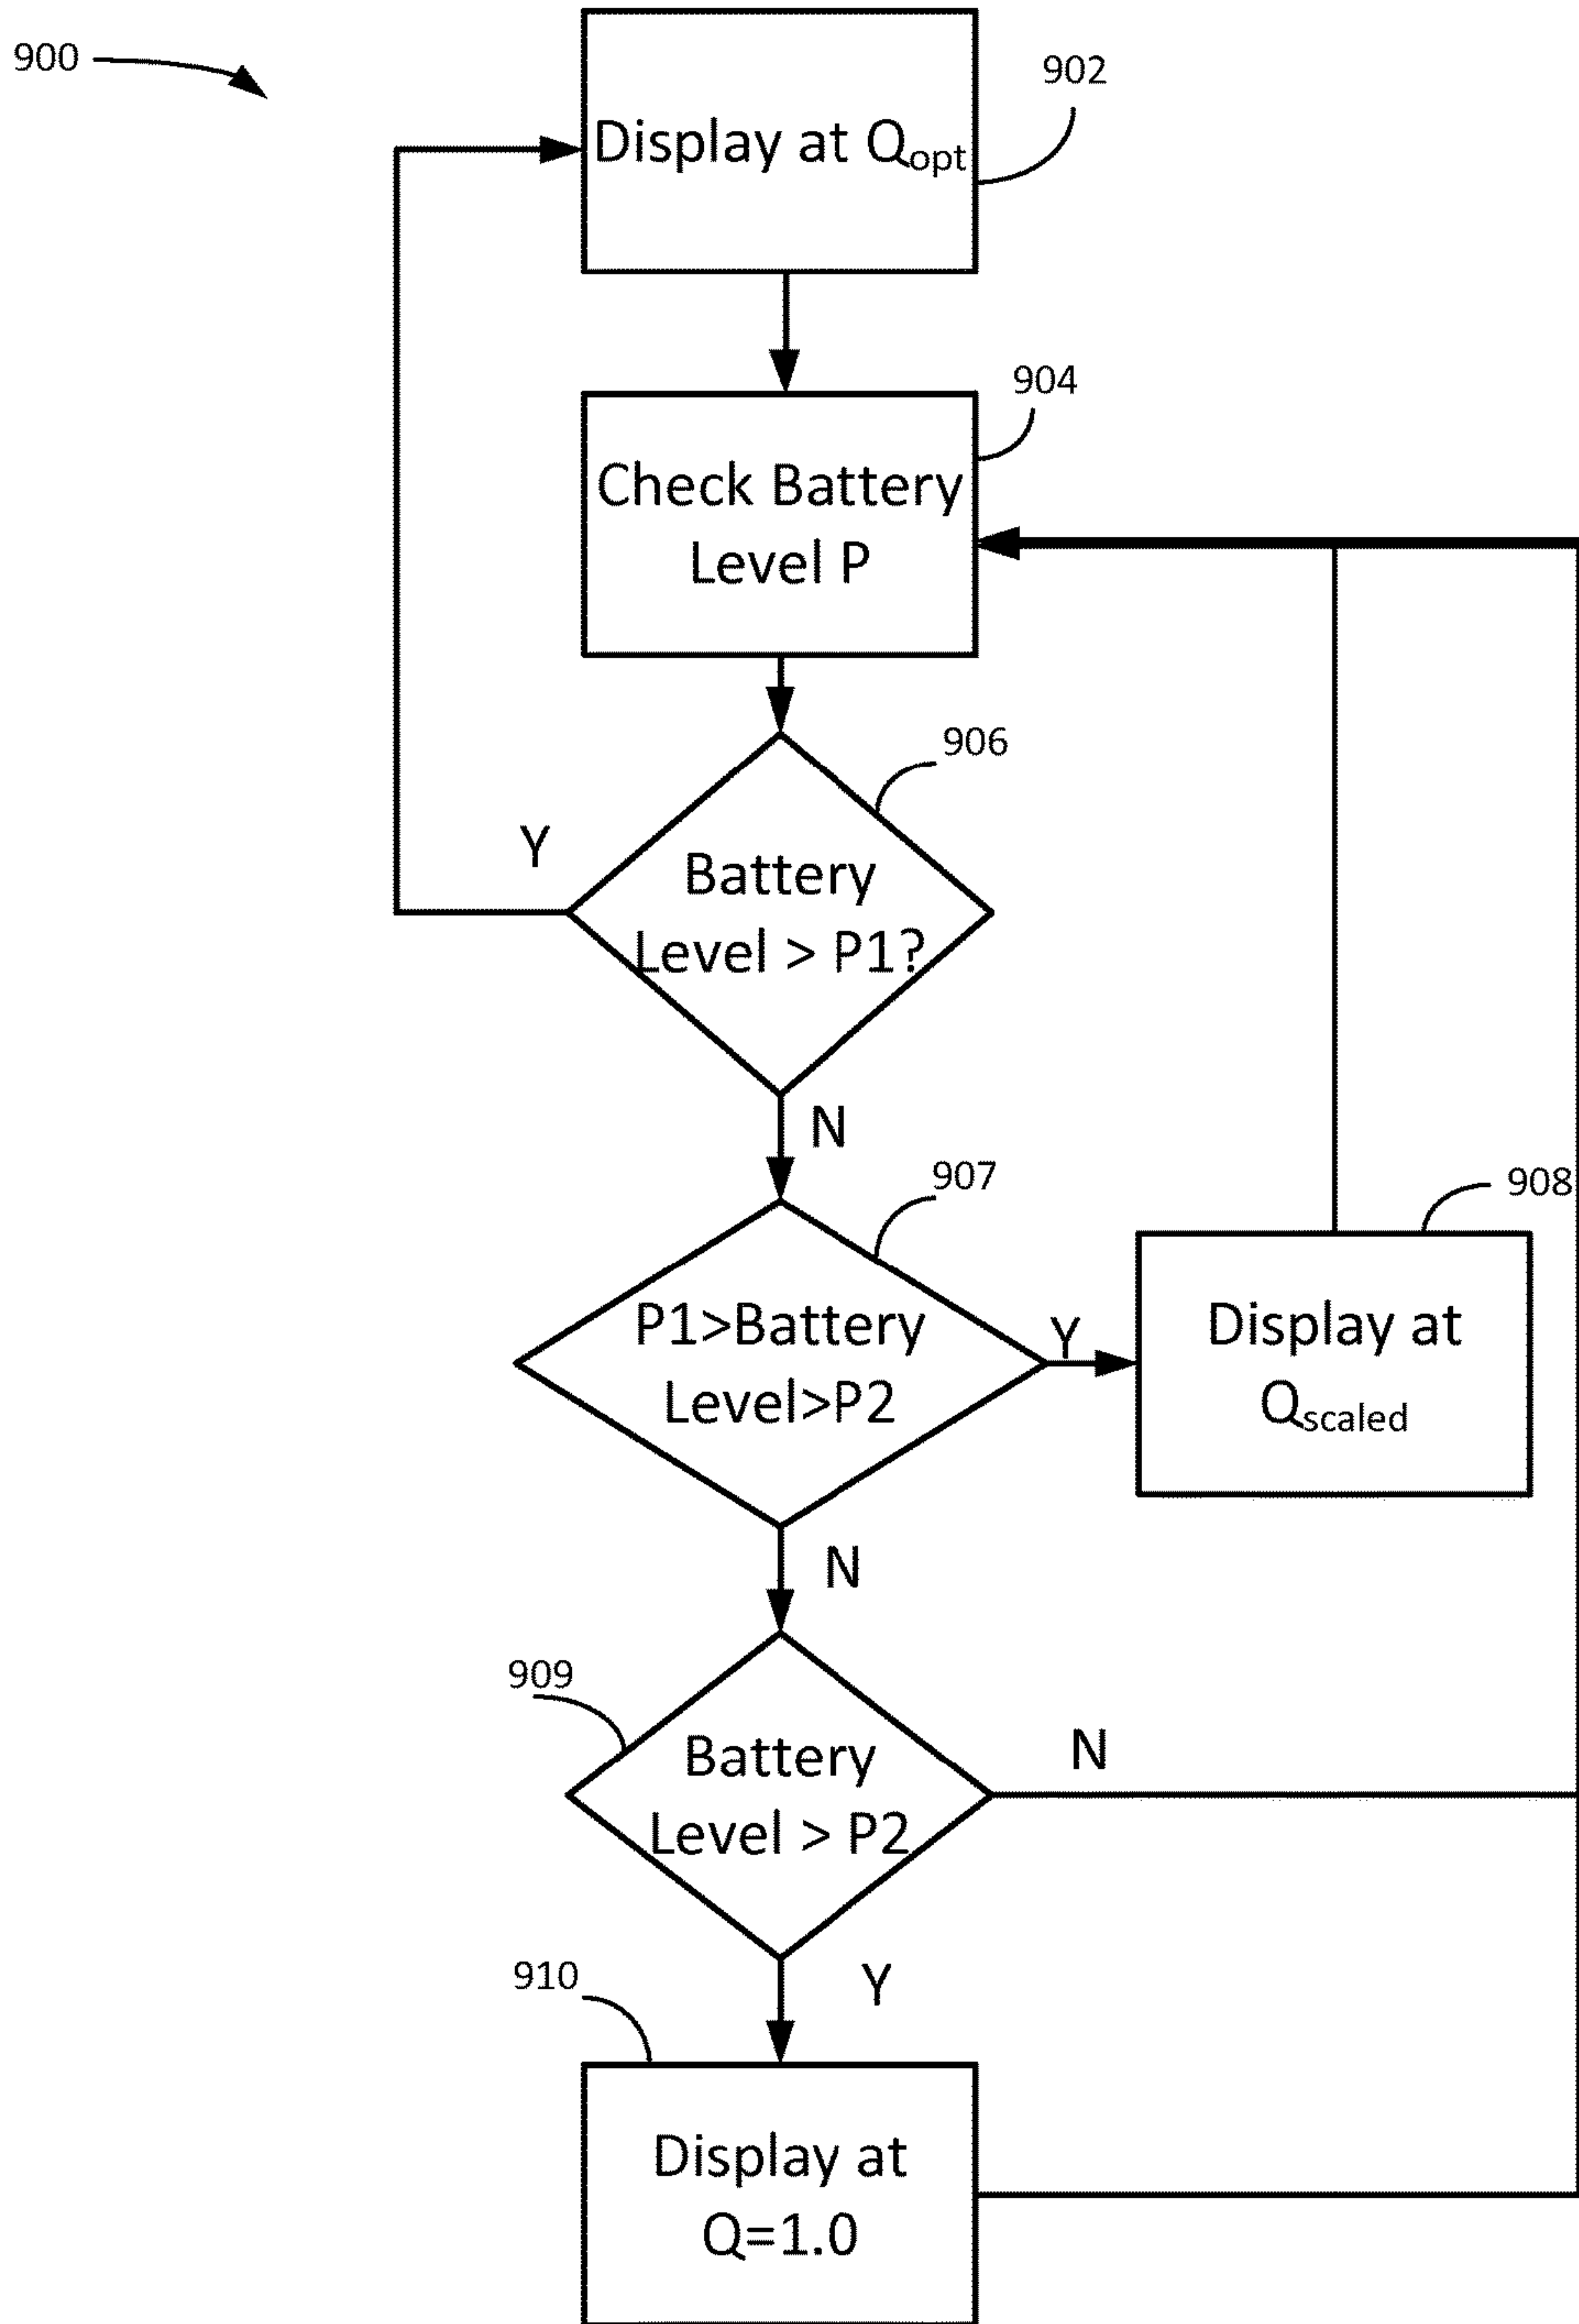 900
902
Display at Qopt
904
Check Battery
Level P
906
Y
Battery
Level > P1?
N
907
908
P1>Battery
Level>P2
Y
Display at
Qscaled
N
909
Battery
Level > P2
N
910
Y
Display at
Q=1.0